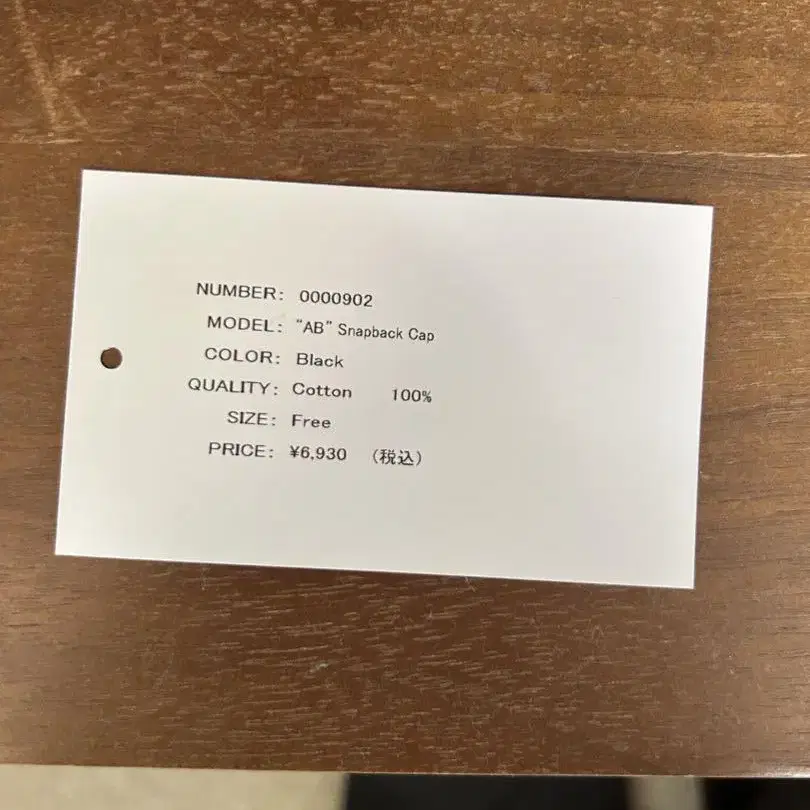 NUMBER: 0000902
MODEL: "AB" Snapback Cap
COLOR: Black
QUALITY: Cotton 100%
SIZE: Free
PRICE: ¥6,930 (税込)